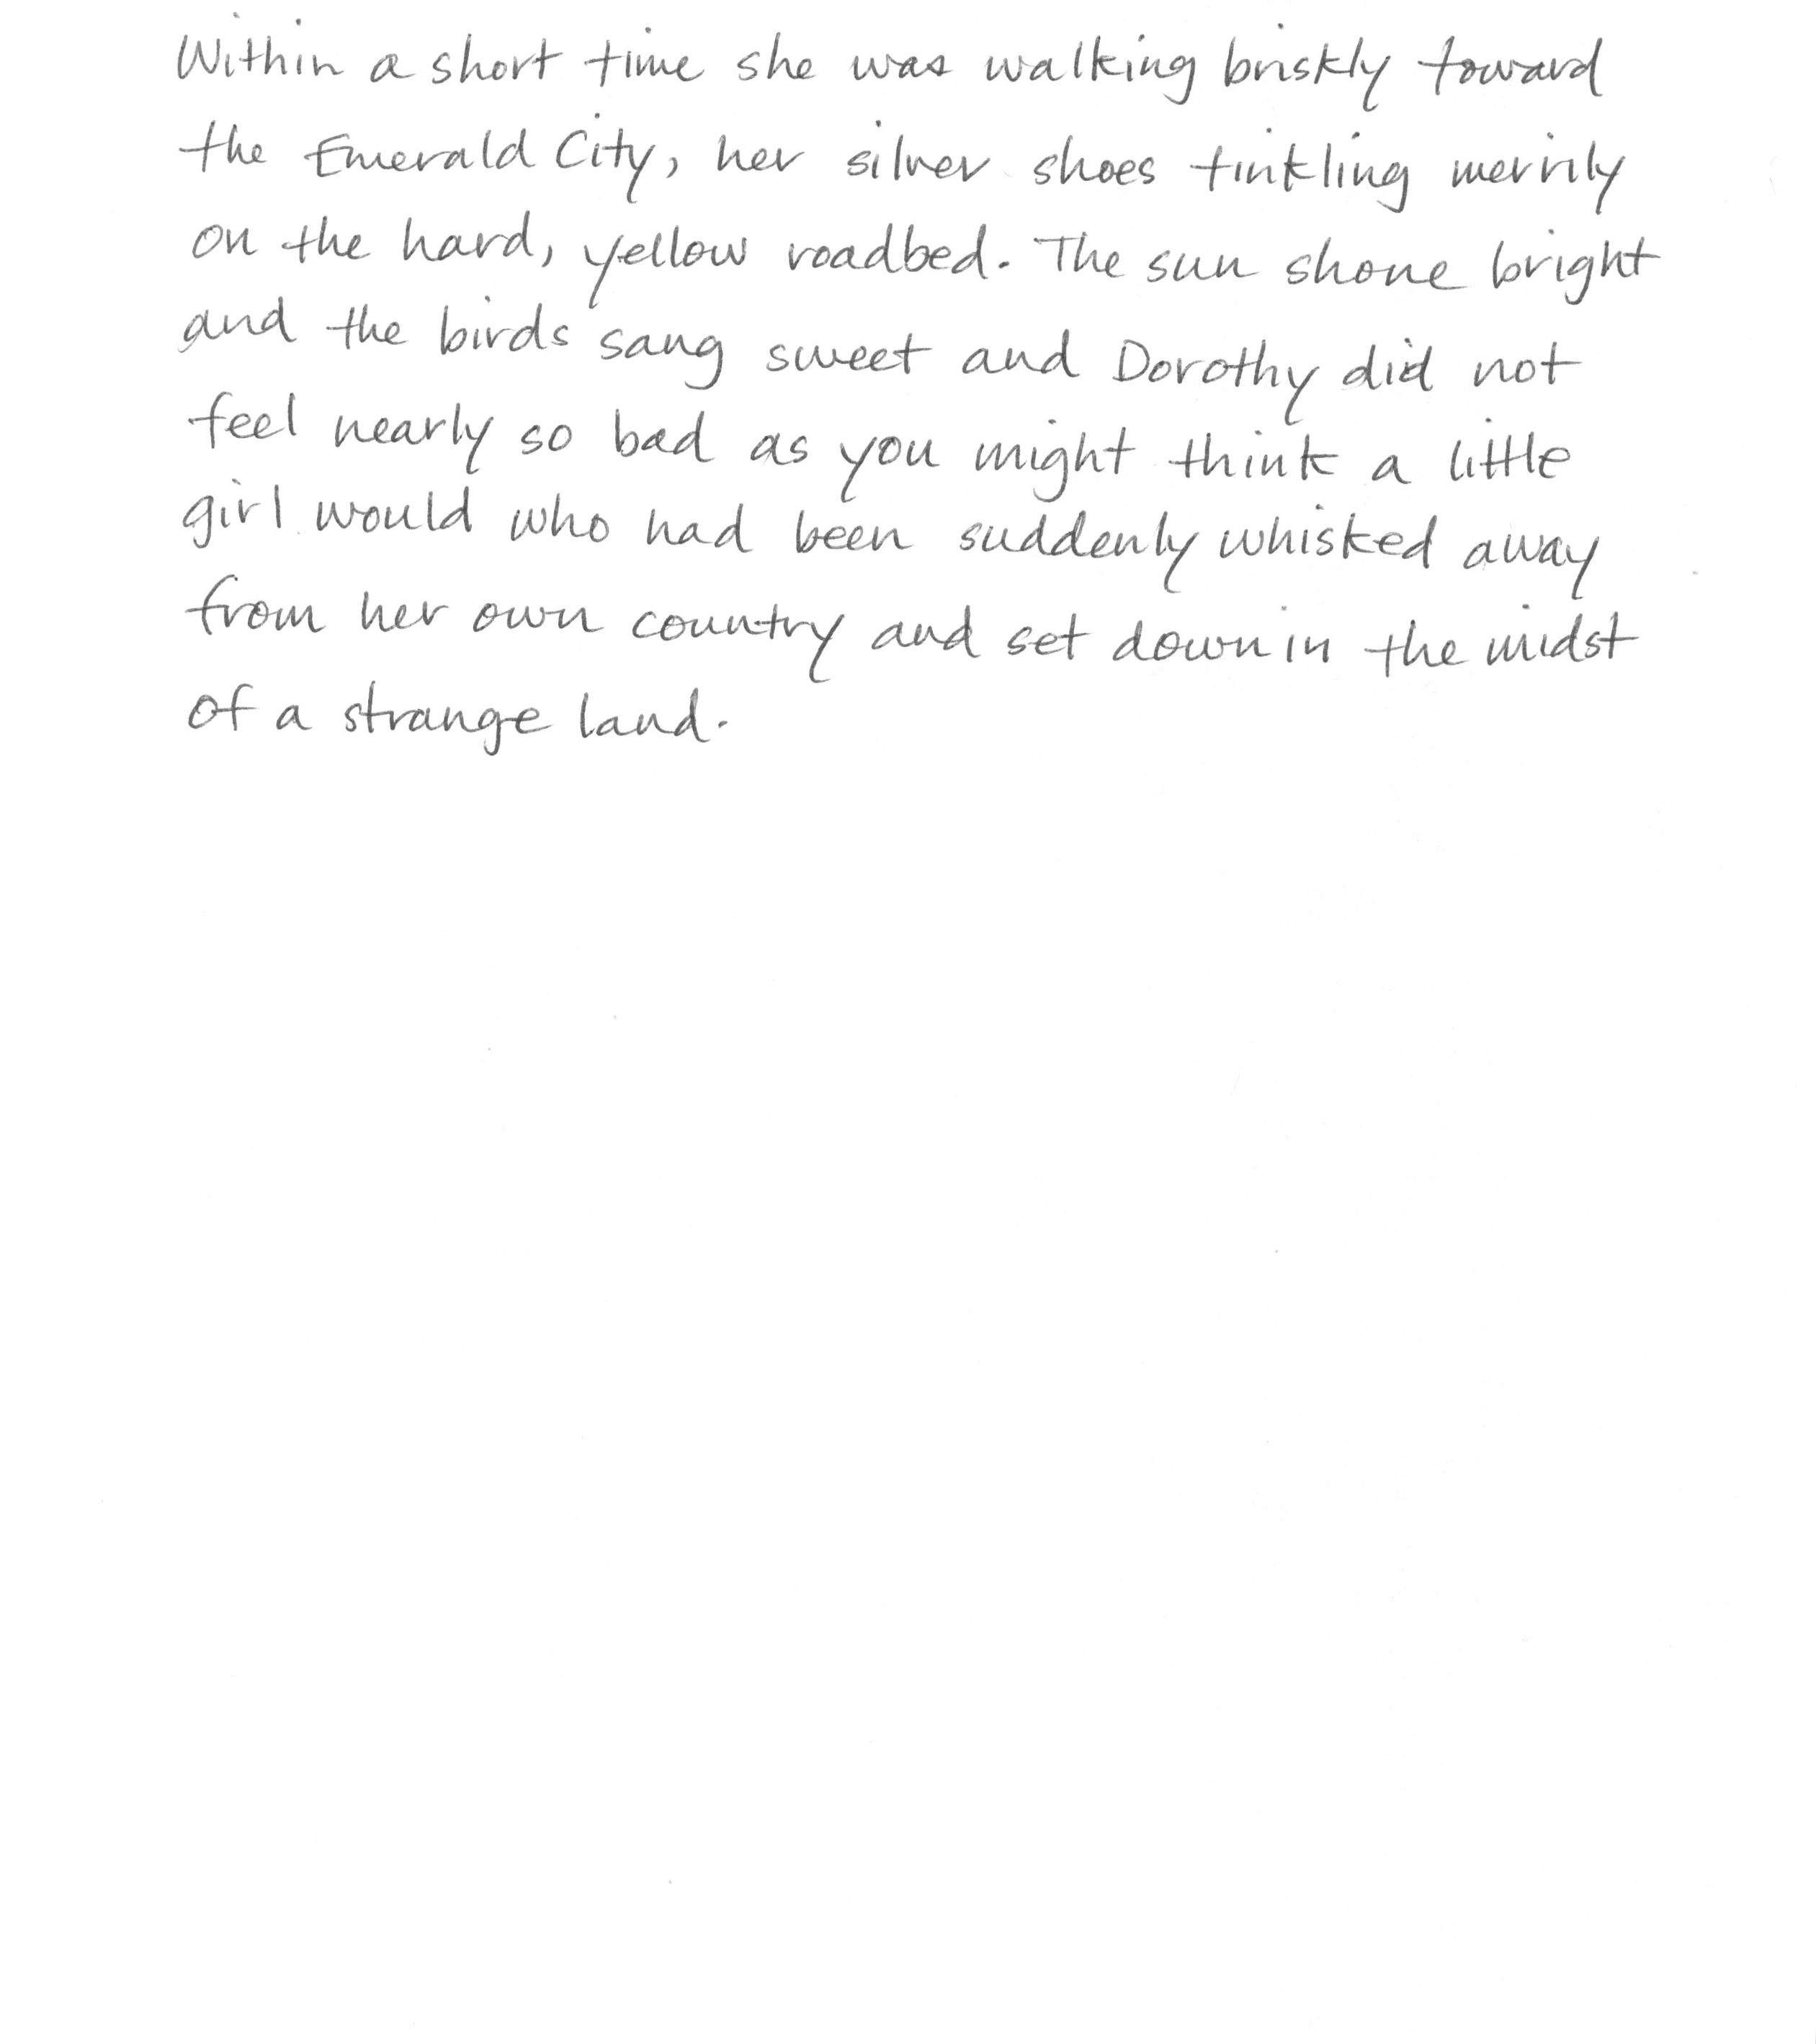 Within a short time she was walking briskly toward
the Emerald City, her silver shoes tinkling merrily
on the hard, yellow roadbed. The sun shone bright
and the birds sang sweet and Dorothy did not
feel nearly so bad as you might think a little
girl would who had been suddenly whisked away
from her own country and set down in the midst
of a strange land.